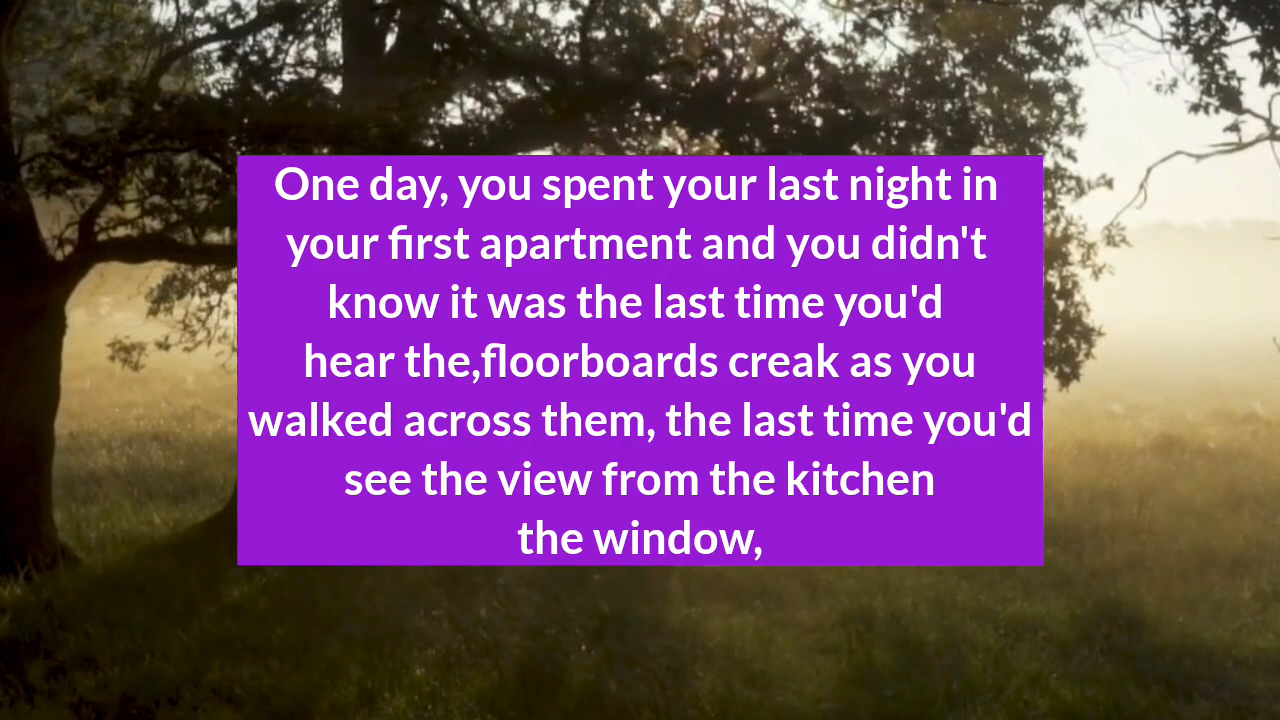 One day, you spent your last night in
your first apartment and you didn't
know it was the last time you'd
hear the,floorboards creak as you
walked across them, the last time you'd
see the view from the kitchen
the window,